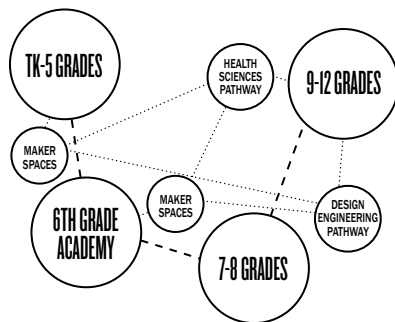 TK-5 GRADES
HEALTH
SCIENCES
PATHWAY
9-12 GRADES
MAKER
SPACES
6TH GRADE
ACADEMY
MAKER
SPACES
DESIGN
ENGINEERING
PATHWAY
7-8 GRADES